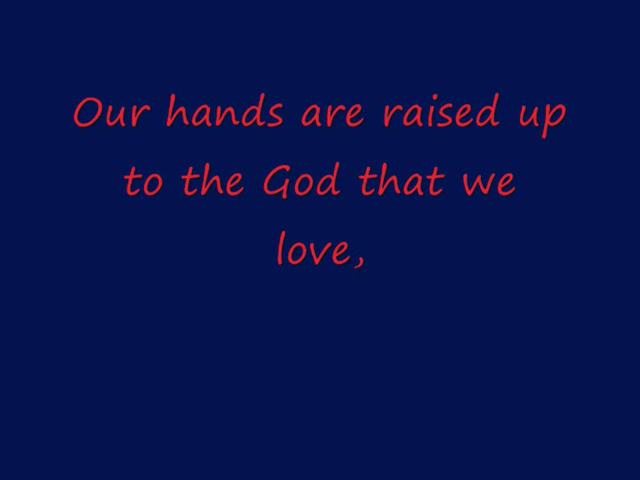 Our hands are raised up
to the God that we
love,